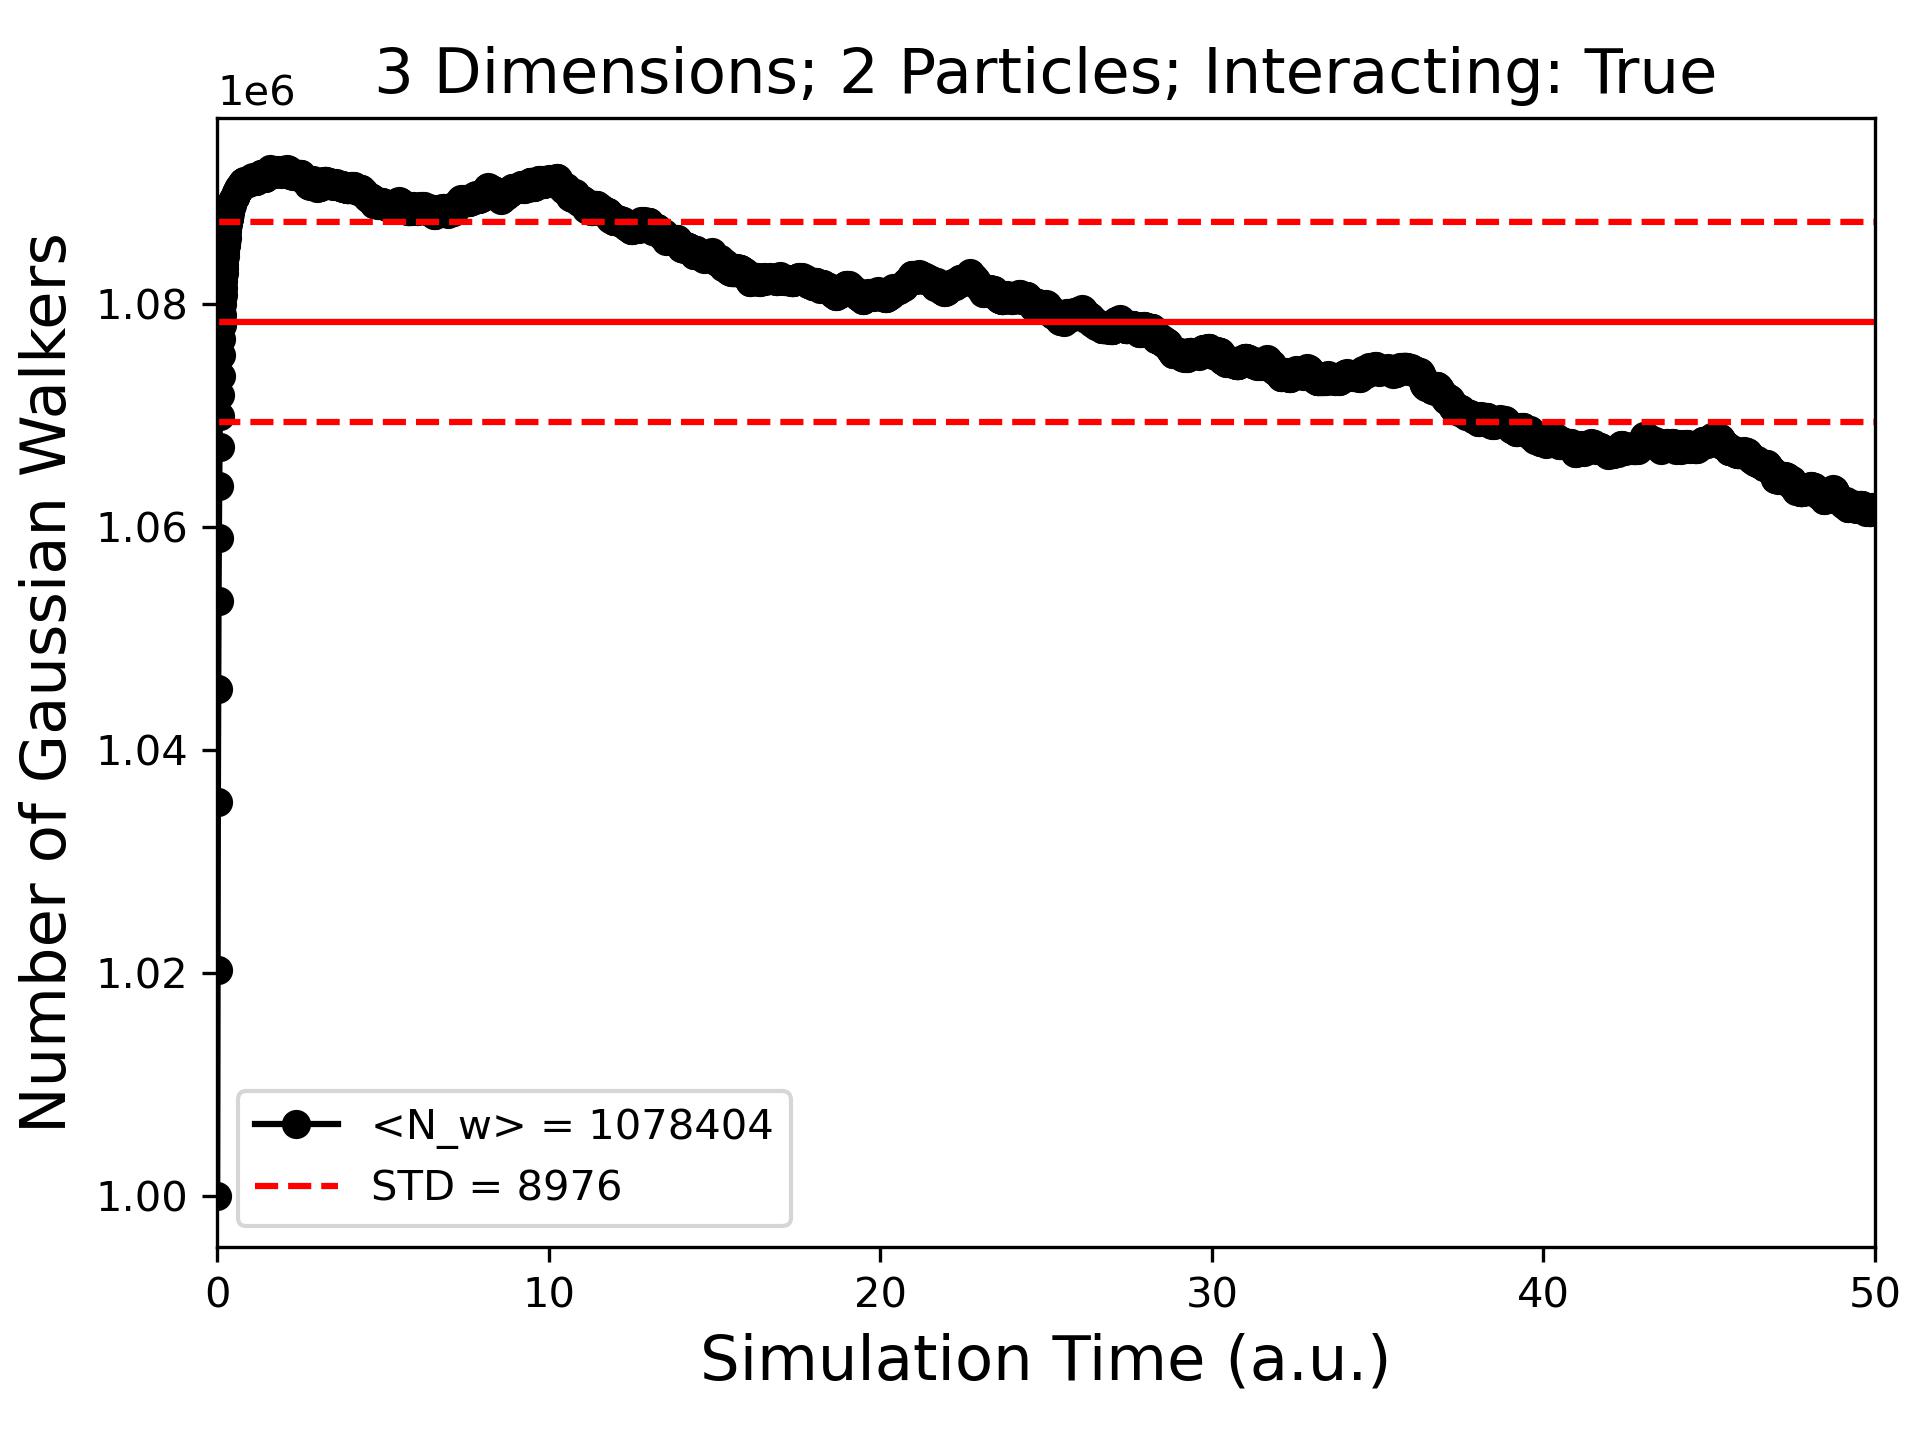 3 Dimensions; 2 Particles; Interacting: True
1e6
Number of Gaussian Walkers
1.08
1.06
1.04
1.02
1.00
<N_w> = 1078404
STD = 8976
0 10 20 30 40 50
Simulation Time (a.u.)